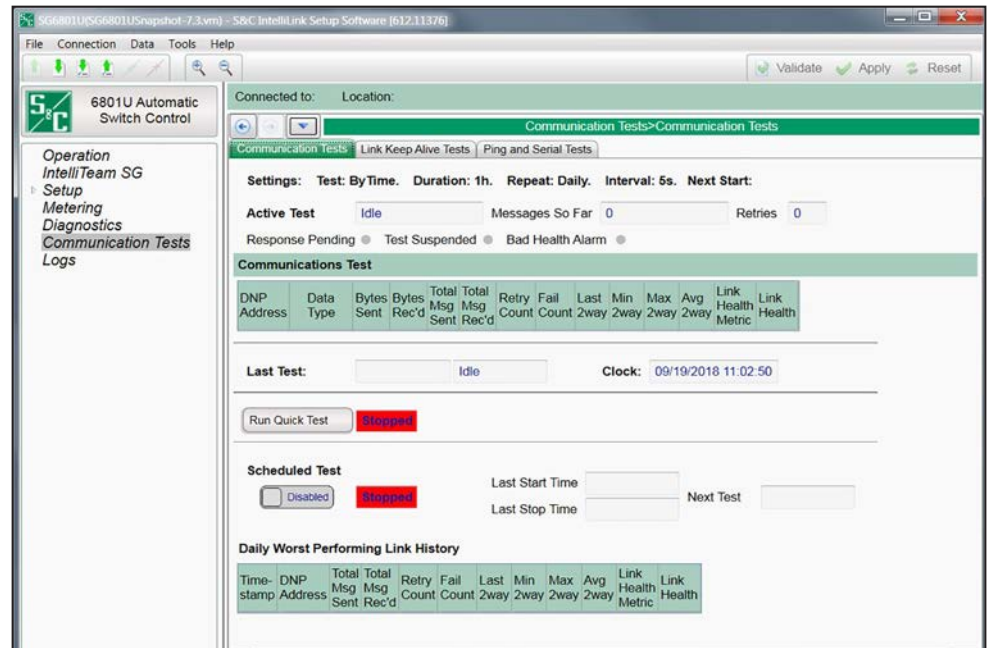 SG6801U(SG6801USnapshot-7.3.vm) - S&C IntelliLink Setup Software [612.11376]
File Connection Data Tools Help
Validate Apply Reset
S&C
6801U Automatic
Switch Control
Operation
IntelliTeam SG
Setup
Metering
Diagnostics
Communication Tests
Logs
Connected to: Location:
Communication Tests>Communication Tests
Communication Tests Link Keep Alive Tests Ping and Serial Tests
Settings: Test: ByTime. Duration: 1h. Repeat: Daily. Interval: 5s. Next Start:
Active Test Idle Messages So Far 0 Retries 0
Response Pending Test Suspended Bad Health Alarm
Communications Test
DNP Address Data Type Bytes Sent Bytes Rec'd Total Msg Sent Total Msg Rec'd Retry Count Fail Count Last 2way Min 2way Max 2way Avg 2way Link Health Metric Link Health
Last Test: Idle Clock: 09/19/2018 11:02:50
Run Quick Test Stopped
Scheduled Test
Disabled Stopped
Last Start Time
Last Stop Time
Next Test
Daily Worst Performing Link History
Time-stamp DNP Address Total Msg Sent Total Msg Rec'd Retry Count Fail Count Last 2way Min 2way Max 2way Avg 2way Link Health Metric Link Health